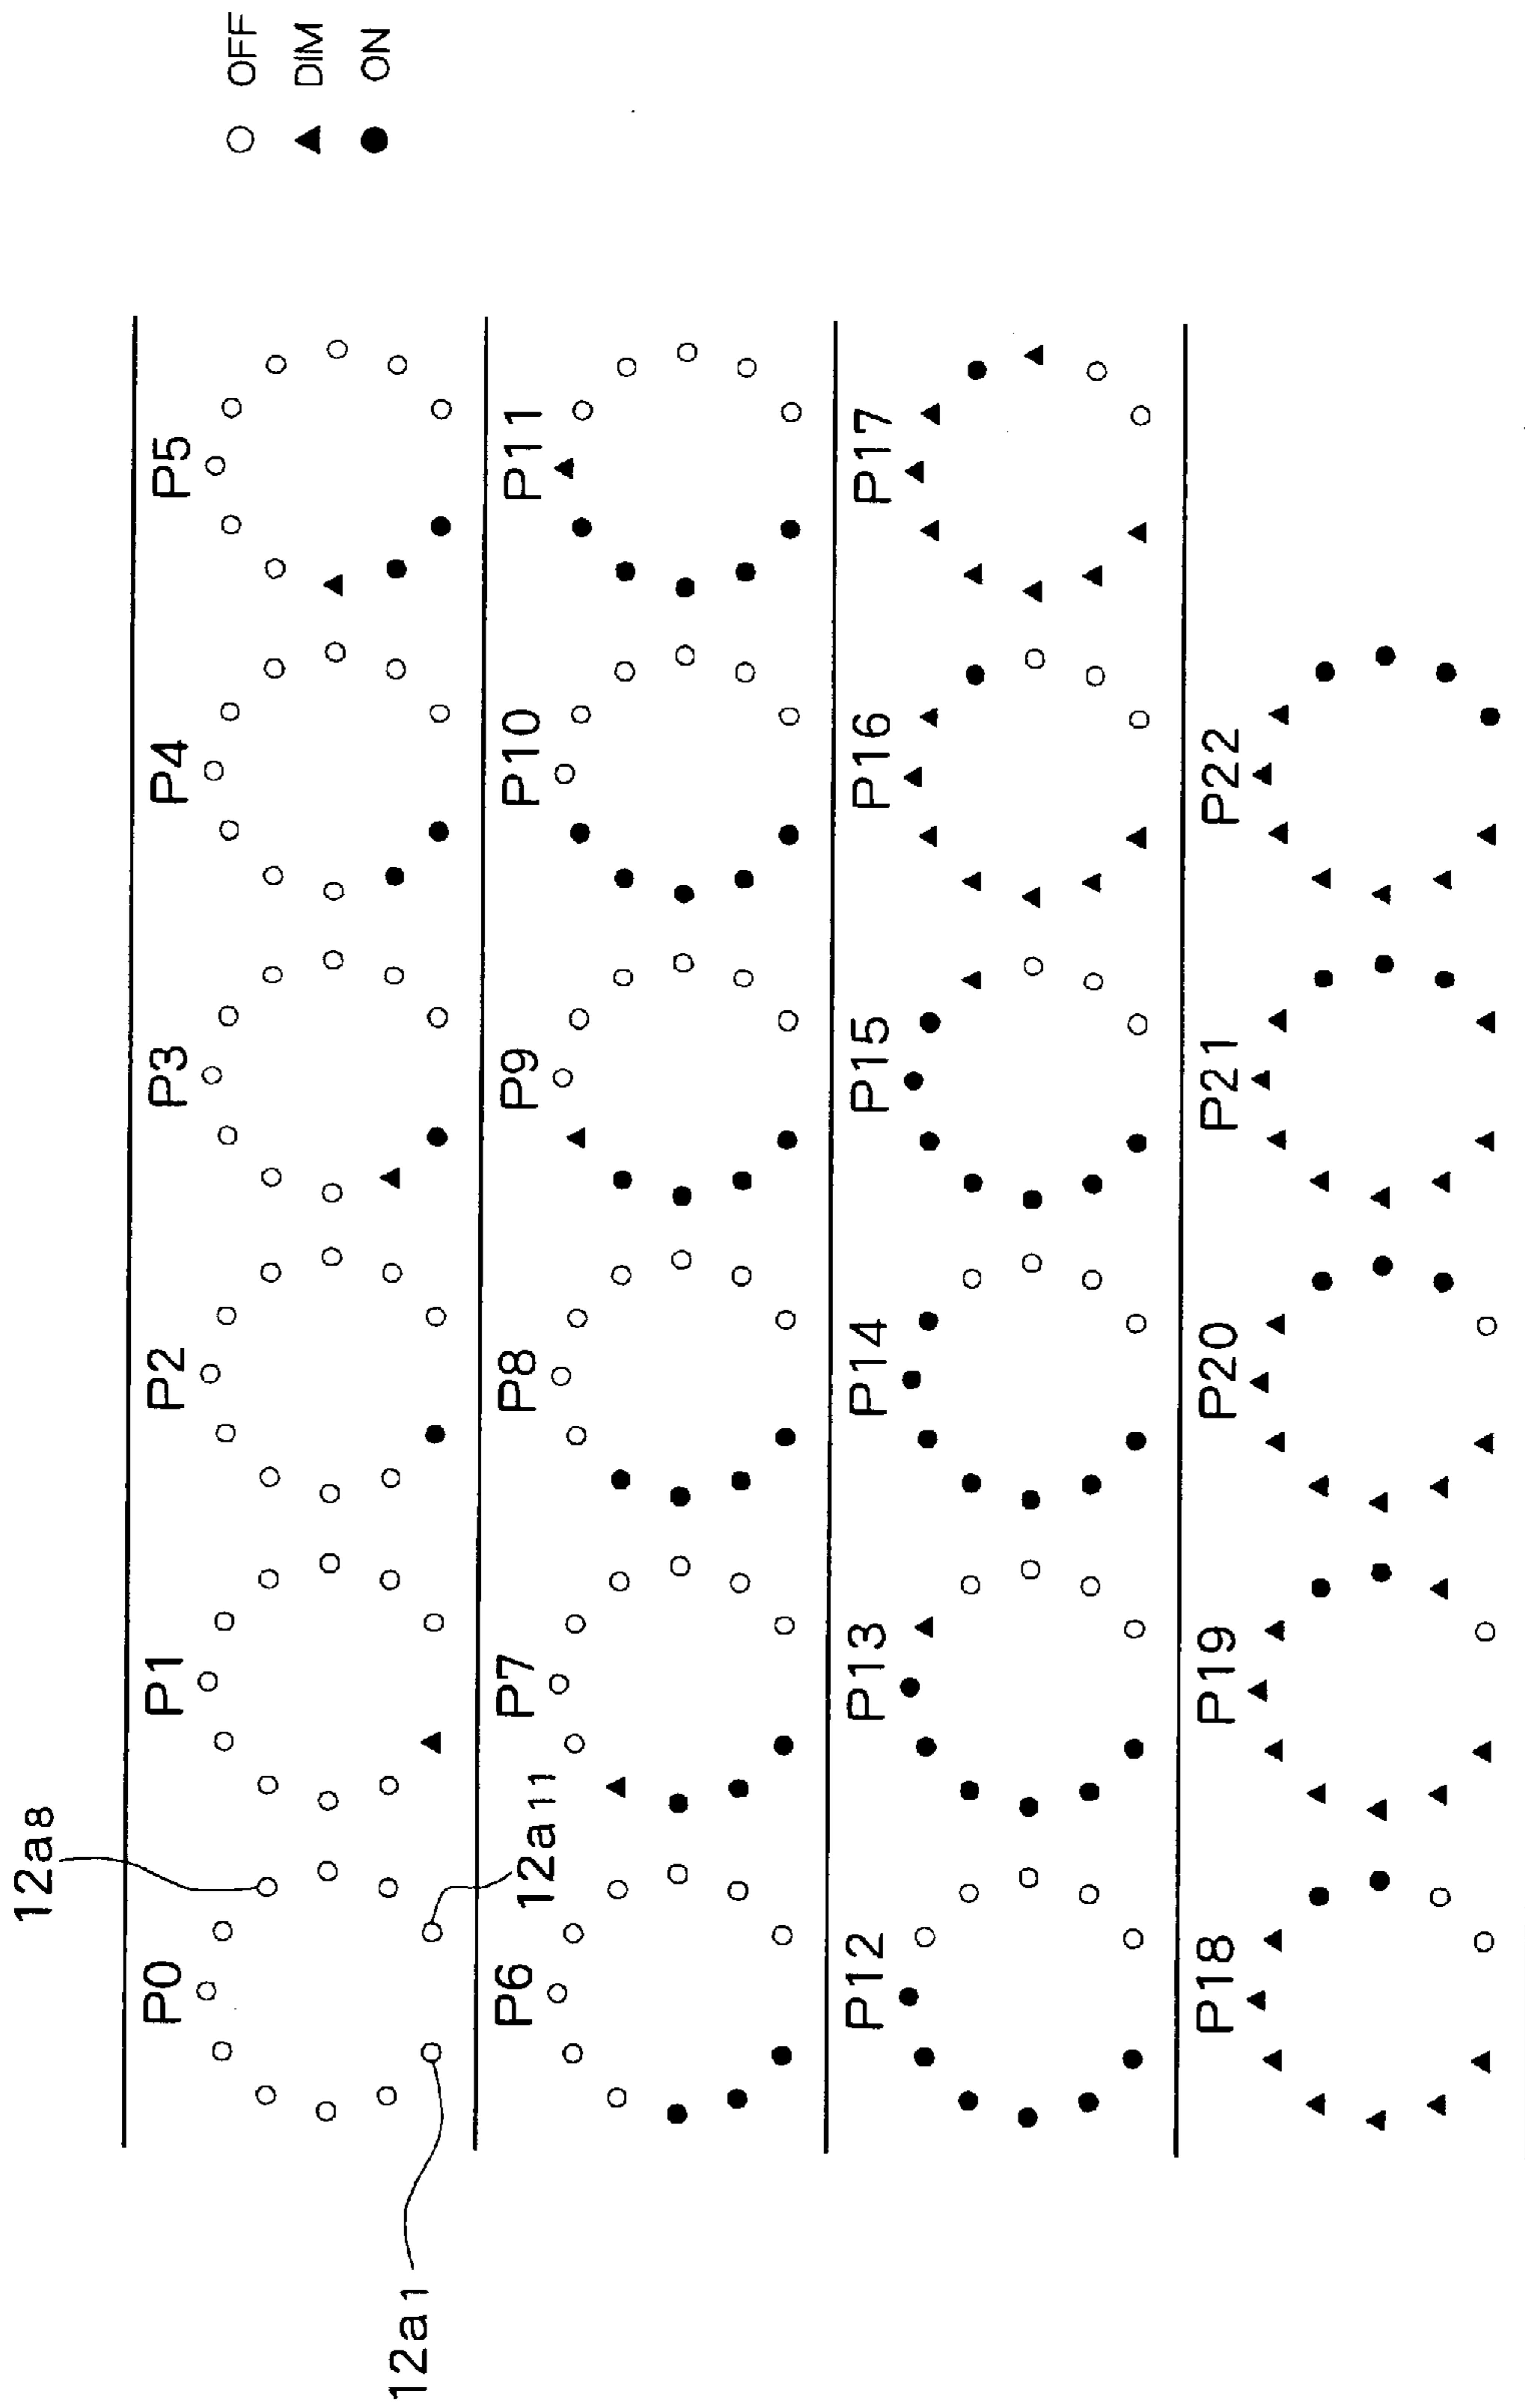 OFF
DIM
ON
12a8
P0 P1 P2 P3 P4 P5
12a1
12a11
P6 P7 P8 P9 P10 P11
P12 P13 P14 P15 P16 P17
P18 P19 P20 P21 P22